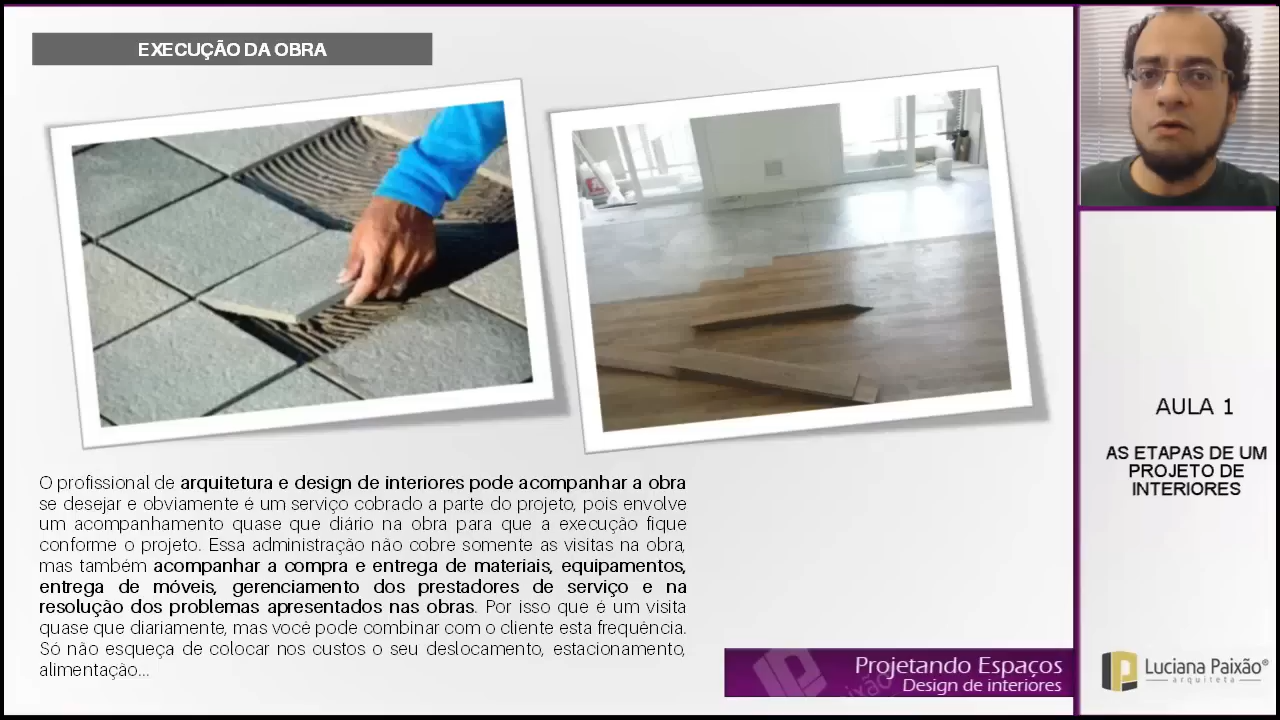 EXECUÇÃO DA OBRA
O profissional de arquitetura e design de interiores pode acompanhar a obra
se desejar e obviamente é um serviço cobrado a parte do projeto, pois envolve
um acompanhamento quase que diário na obra para que a execução fique
conforme o projeto. Essa administração não cobre somente as visitas na obra,
mas também acompanhar a compra e entrega de materiais, equipamentos,
entrega de móveis, gerenciamento dos prestadores de serviço e na
resolução dos problemas apresentados nas obras. Por isso que é um visita
quase que diariamente, mas você pode combinar com o cliente esta frequência.
Só não esqueça de colocar nos custos o seu deslocamento, estacionamento,
alimentação...
Projetando Espaços
Design de interiores
AULA 1
AS ETAPAS DE UM
PROJETO DE
INTERIORES
Luciana Paixão®
arquiteta